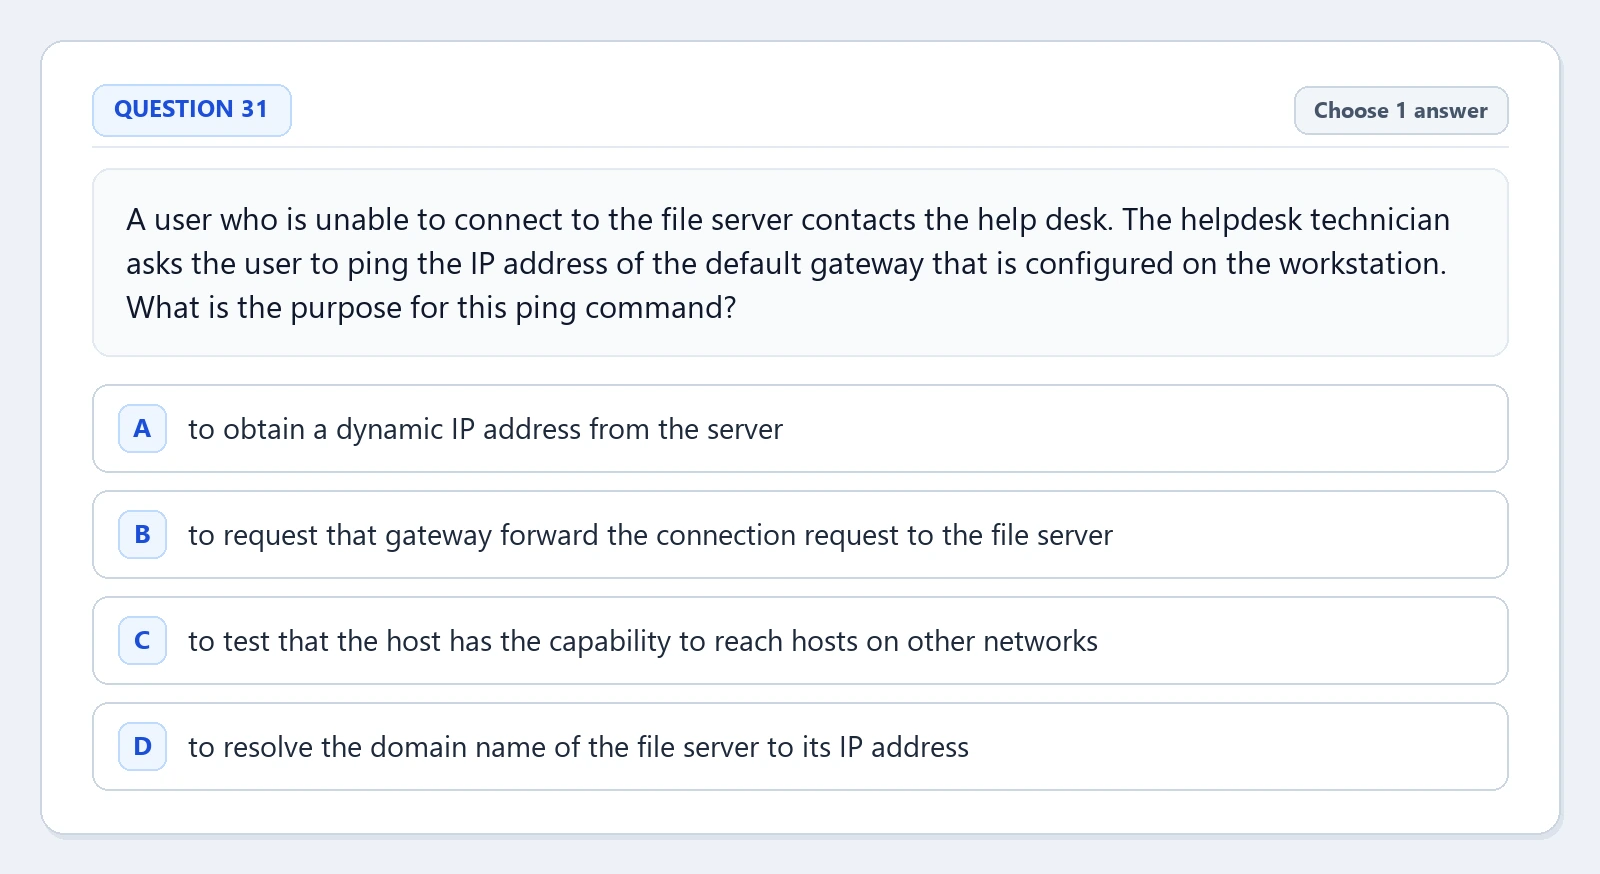 QUESTION 31
Choose 1 answer
A user who is unable to connect to the file server contacts the help desk. The helpdesk technician
asks the user to ping the IP address of the default gateway that is configured on the workstation.
What is the purpose for this ping command?
A to obtain a dynamic IP address from the server
B to request that gateway forward the connection request to the file server
C to test that the host has the capability to reach hosts on other networks
D to resolve the domain name of the file server to its IP address